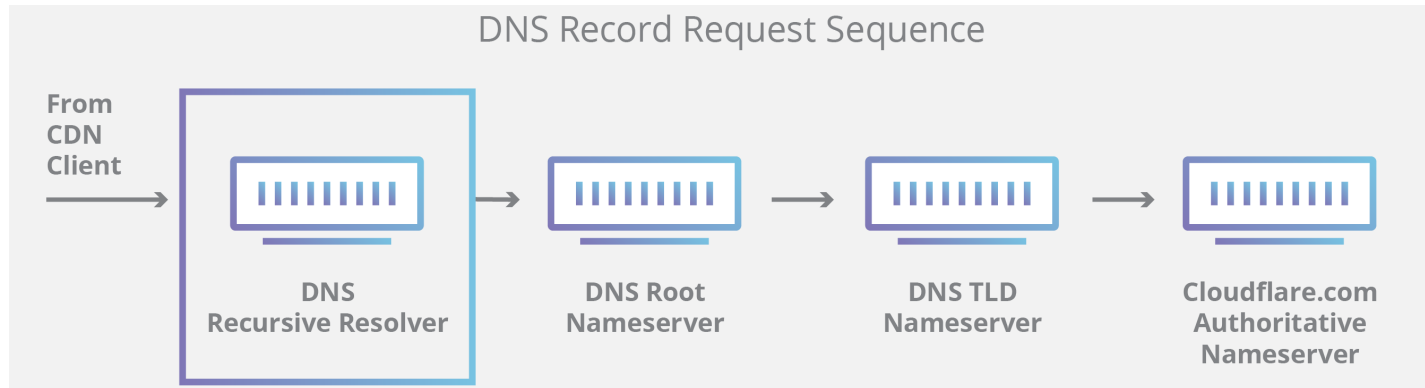 DNS Record Request Sequence
From
CDN
Client
DNS
Recursive Resolver
DNS Root
Nameserver
DNS TLD
Nameserver
Cloudflare.com
Authoritative
Nameserver